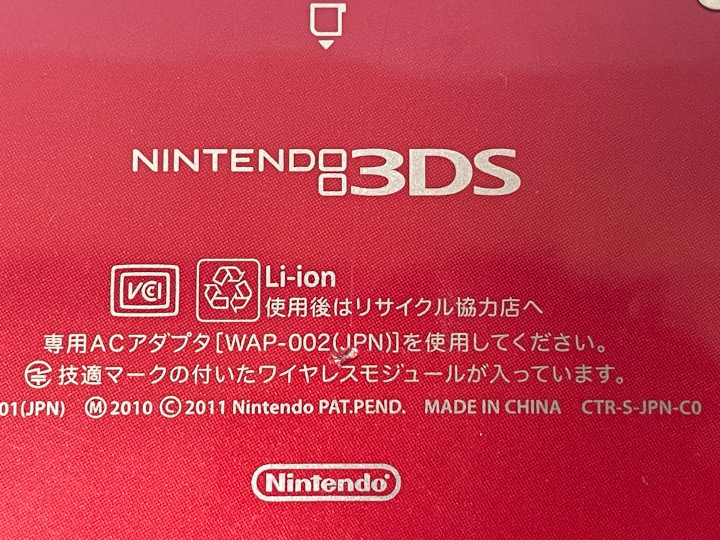 NINTENDO 3DS
VCCI
Li-ion
使用後はリサイクル協力店へ
専用ACアダプタ[WAP-002(JPN)]を使用してください。
技適マークの付いたワイヤレスモジュールが入っています。
01(JPN) Ⓜ2010 ©2011 Nintendo PAT.PEND. MADE IN CHINA CTR-S-JPN-C0
Nintendo